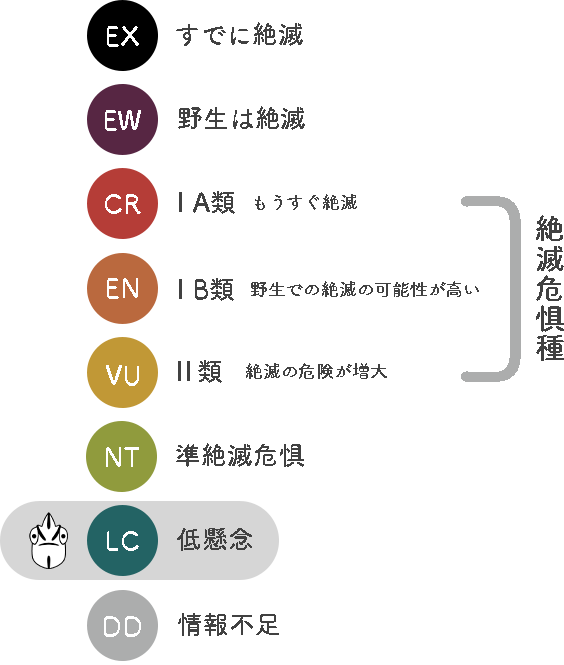 EX すでに絶滅
EW 野生は絶滅
CR ⅠA類 もうすぐ絶滅
EN ⅠB類 野生での絶滅の可能性が高い
VU Ⅱ類 絶滅の危険が増大
絶滅危惧種
NT 準絶滅危惧
LC 低懸念
DD 情報不足